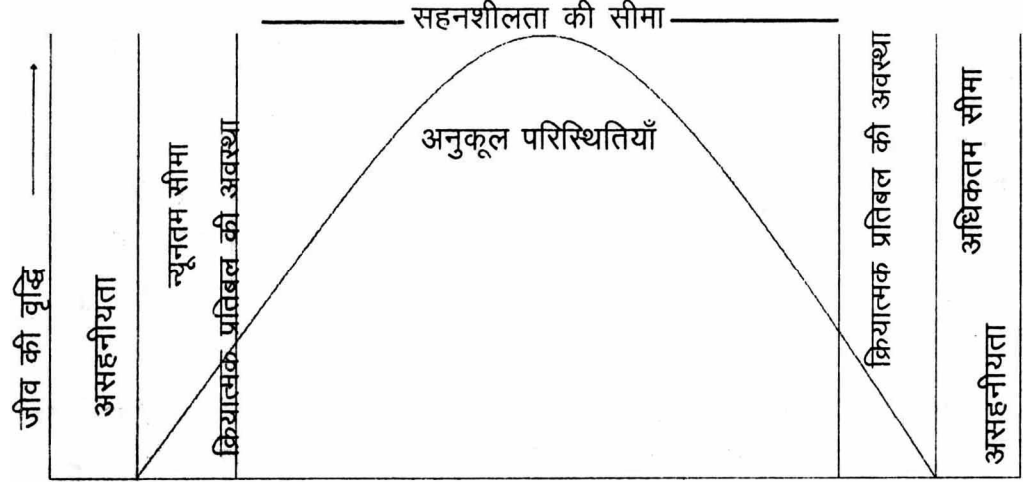 सहनशीलता की सीमा
जीव की वृद्धि
असहनीयता
न्यूनतम सीमा
क्रियात्मक प्रतिबल की अवस्था
अनुकूल परिस्थितियाँ
क्रियात्मक प्रतिबल की अवस्था
अधिकतम सीमा
असहनीयता